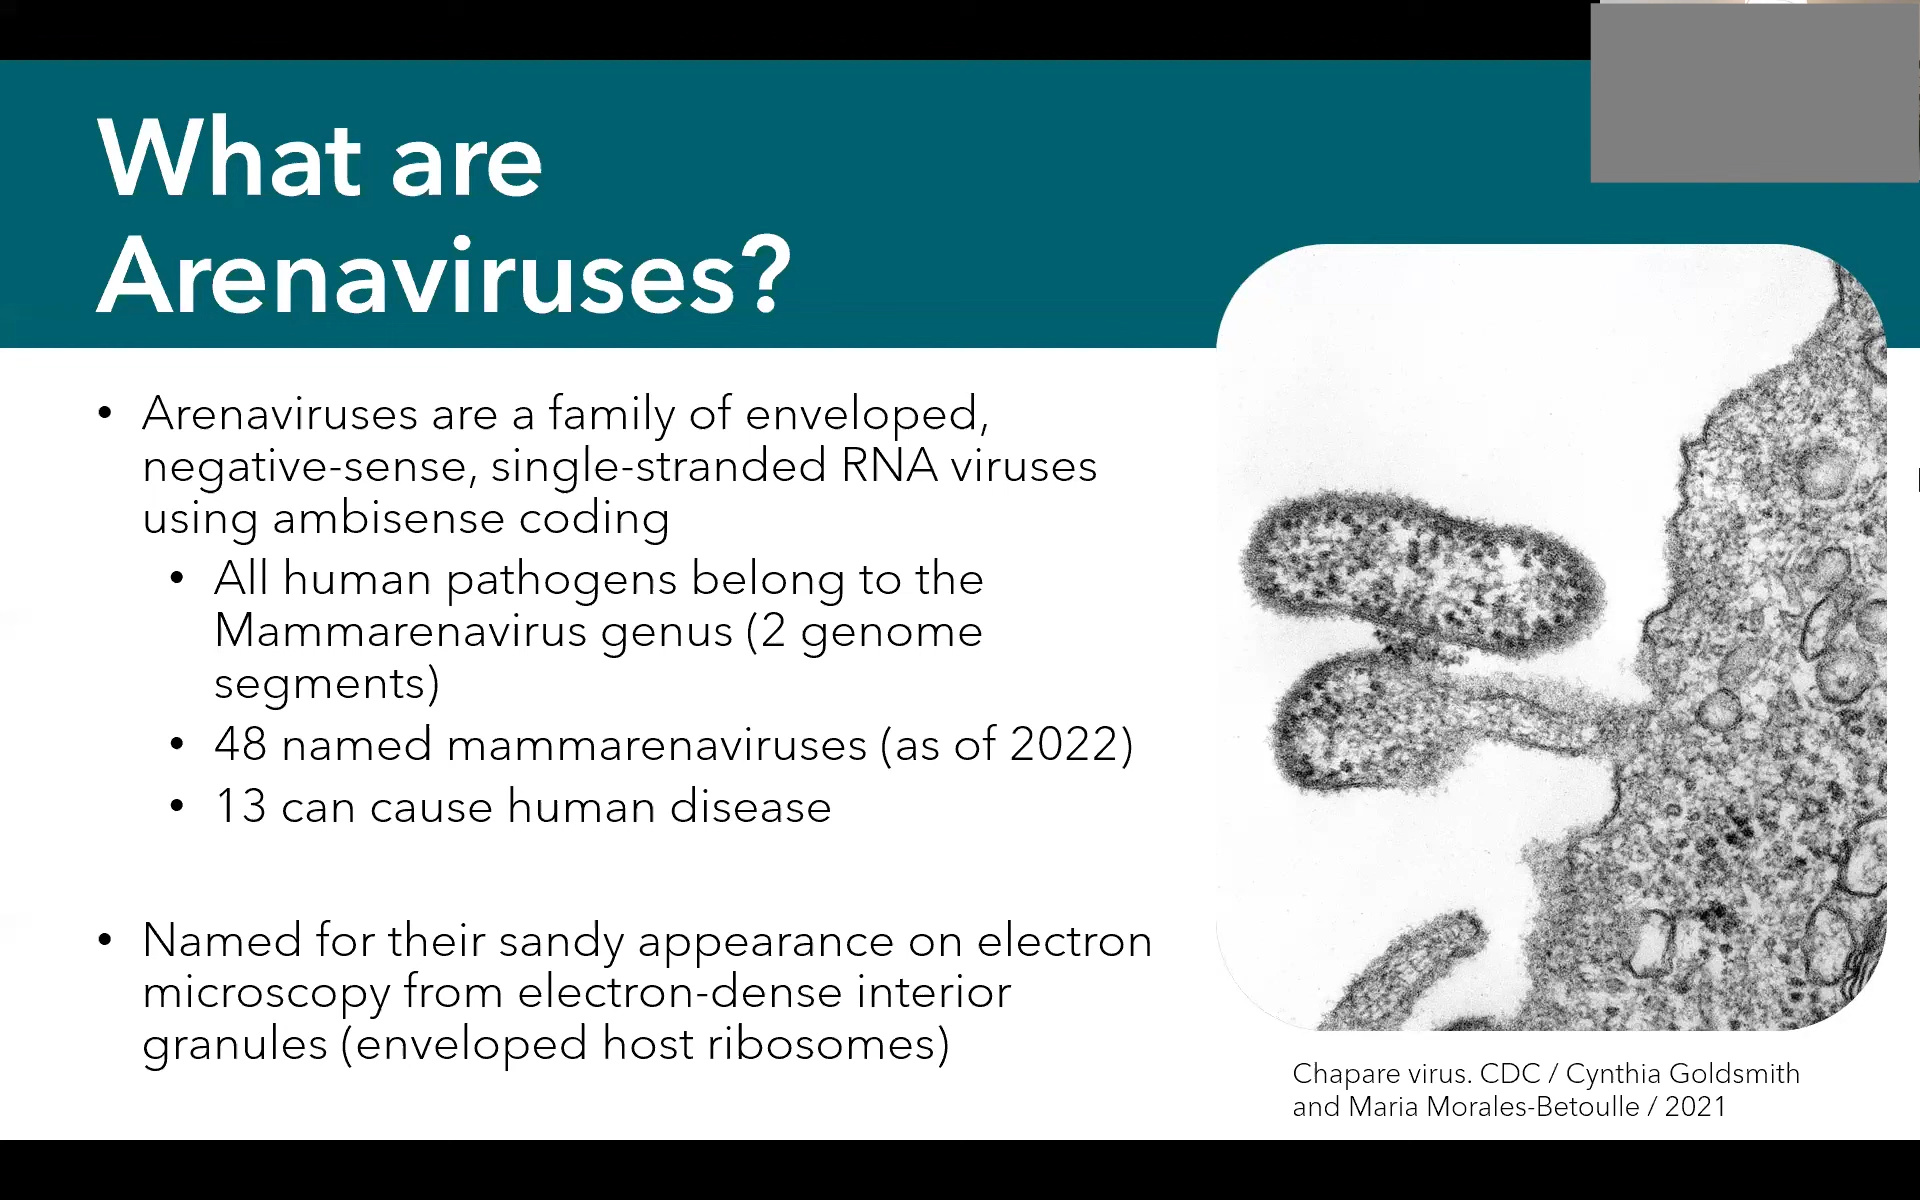 What are
Arenaviruses?
• Arenaviruses are a family of enveloped,
negative-sense, single-stranded RNA viruses
using ambisense coding
• All human pathogens belong to the
Mammarenavirus genus (2 genome
segments)
• 48 named mammarenaviruses (as of 2022)
• 13 can cause human disease
• Named for their sandy appearance on electron
microscopy from electron-dense interior
granules (enveloped host ribosomes)
Chapare virus. CDC / Cynthia Goldsmith
and Maria Morales-Betoulle / 2021